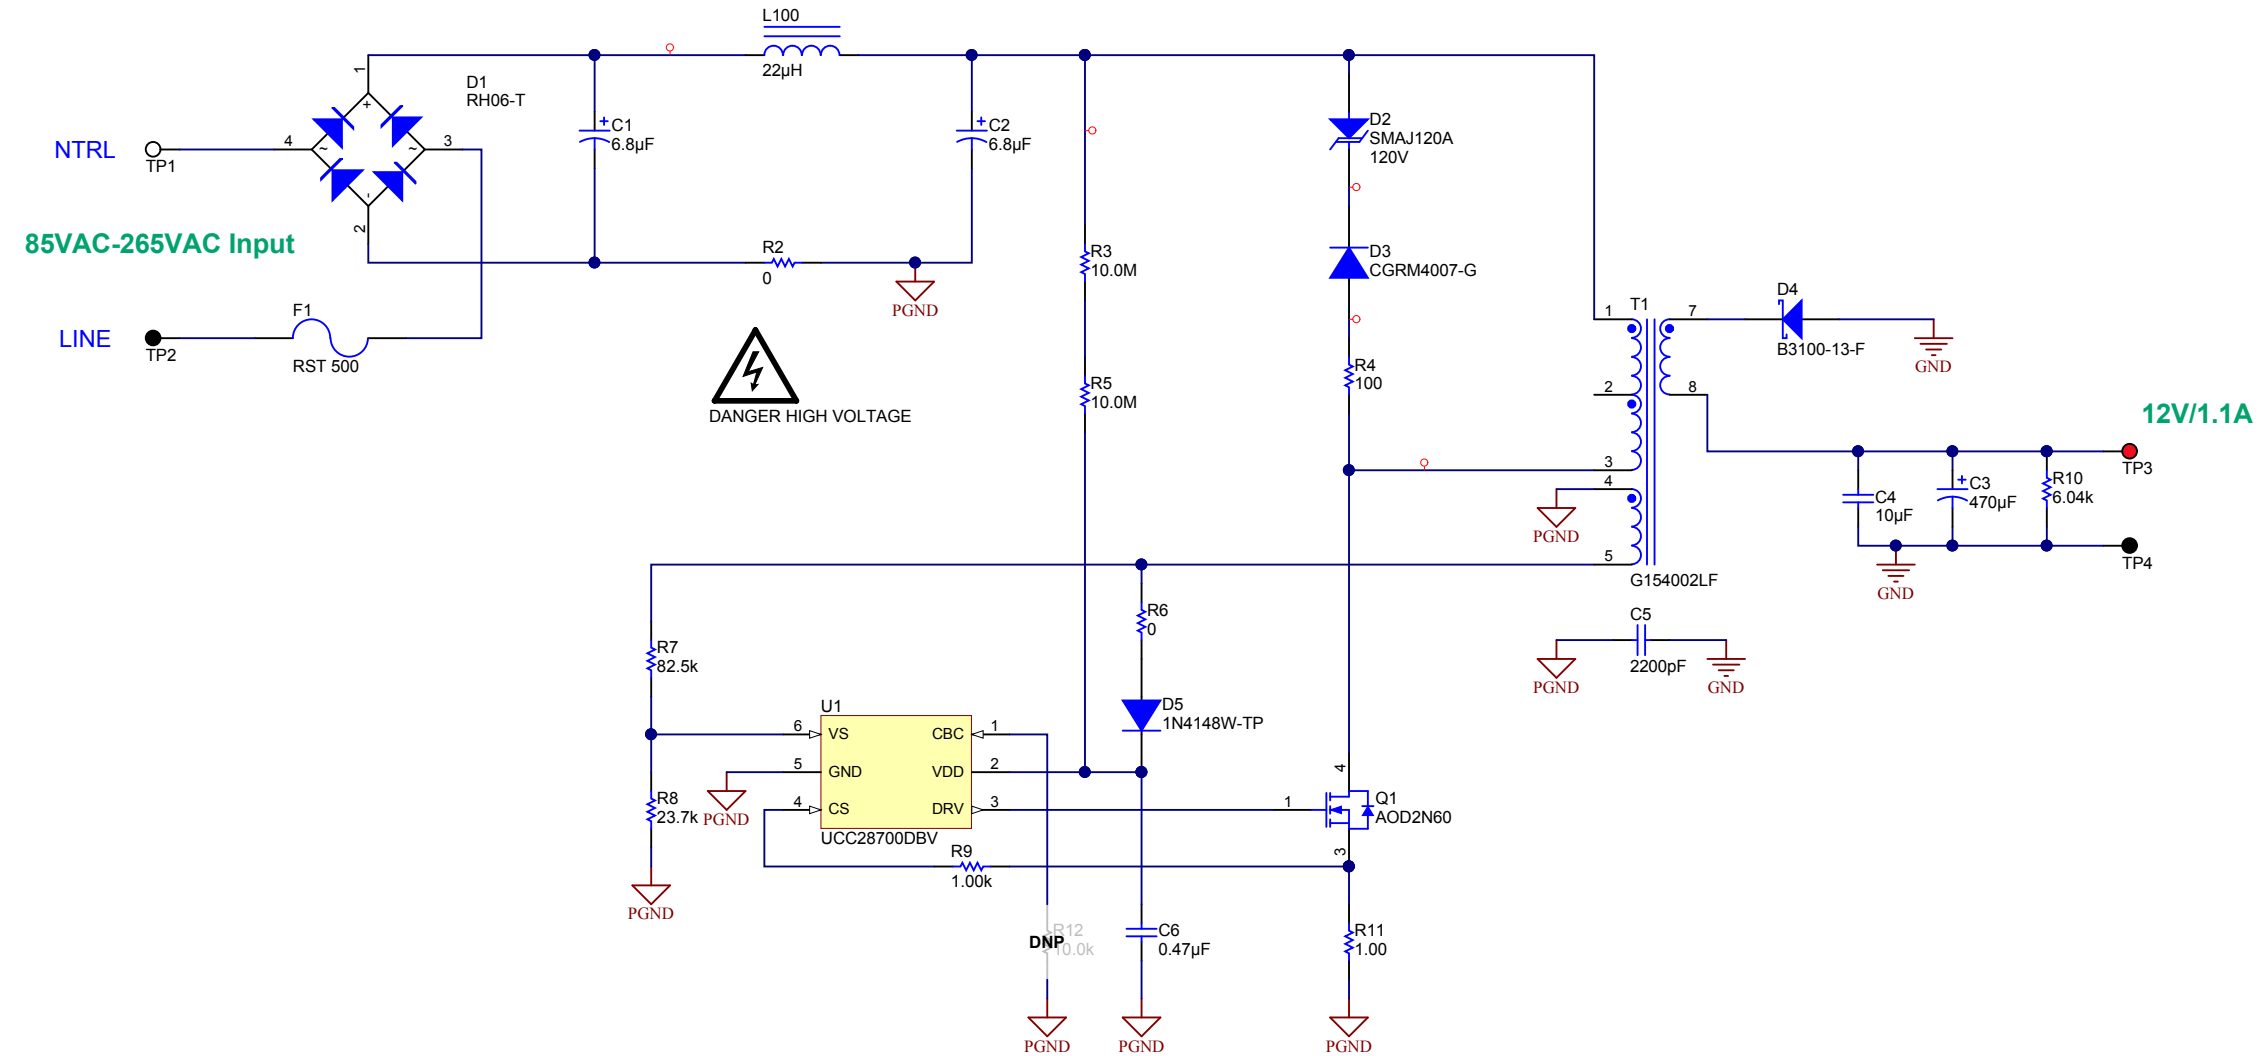 L100
22µH
D1
RH06-T
1
+
4
~
~
3
-
2
NTRL
TP1
85VAC-265VAC Input
LINE
TP2
F1
RST 500
+
C1
6.8µF
+
C2
6.8µF
R2
0
PGND
DANGER HIGH VOLTAGE
R3
10.0M
R5
10.0M
D2
SMAJ120A
120V
D3
CGRM4007-G
R4
100
T1
1
2
3
4
5
7
8
G154002LF
PGND
D4
B3100-13-F
GND
12V/1.1A
TP3
C4
10µF
+
C3
470µF
R10
6.04k
TP4
GND
C5
2200pF
PGND
GND
R6
0
D5
1N4148W-TP
R7
82.5k
R8
23.7k
PGND
PGND
U1
6
VS
CBC
1
5
GND
VDD
2
4
CS
DRV
3
UCC28700DBV
R9
1.00k
4
1
Q1
AOD2N60
3
R12
DNP
10.0k
PGND
C6
0.47µF
PGND
R11
1.00
PGND